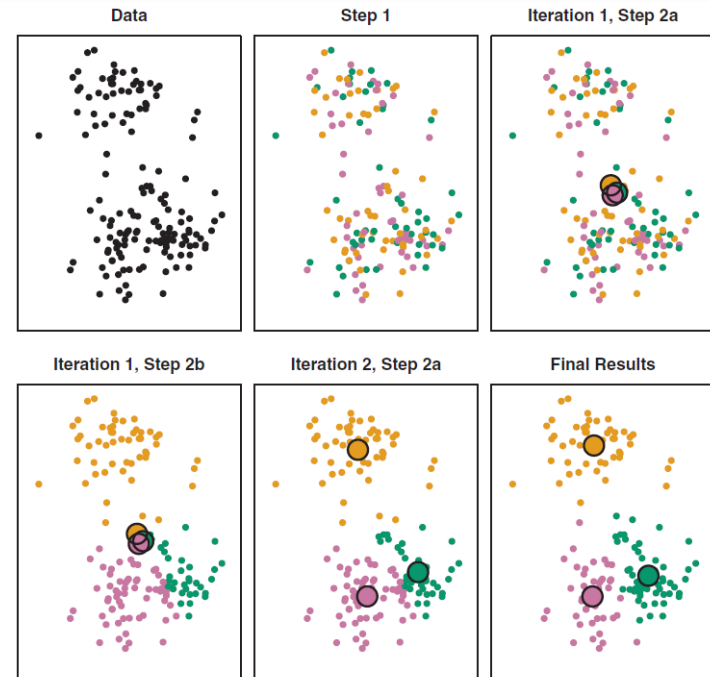 Data
Step 1
Iteration 1, Step 2a
Iteration 1, Step 2b
Iteration 2, Step 2a
Final Results